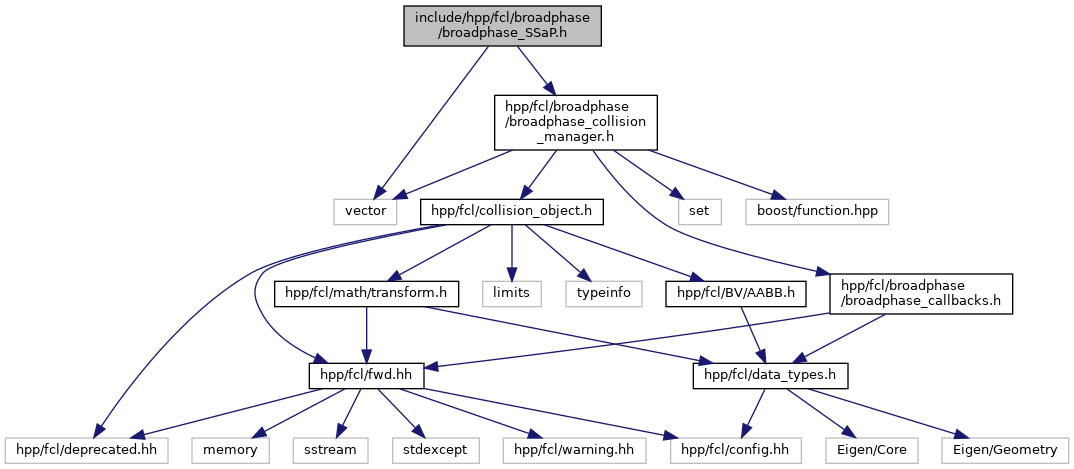 include/hpp/fcl/broadphase
/broadphase_SSaP.h
hpp/fcl/broadphase
/broadphase_collision
_manager.h
vector
hpp/fcl/collision_object.h
set
boost/function.hpp
hpp/fcl/math/transform.h
limits
typeinfo
hpp/fcl/BV/AABB.h
hpp/fcl/broadphase
/broadphase_callbacks.h
hpp/fcl/fwd.hh
hpp/fcl/data_types.h
hpp/fcl/deprecated.hh
memory
sstream
stdexcept
hpp/fcl/warning.hh
hpp/fcl/config.hh
Eigen/Core
Eigen/Geometry